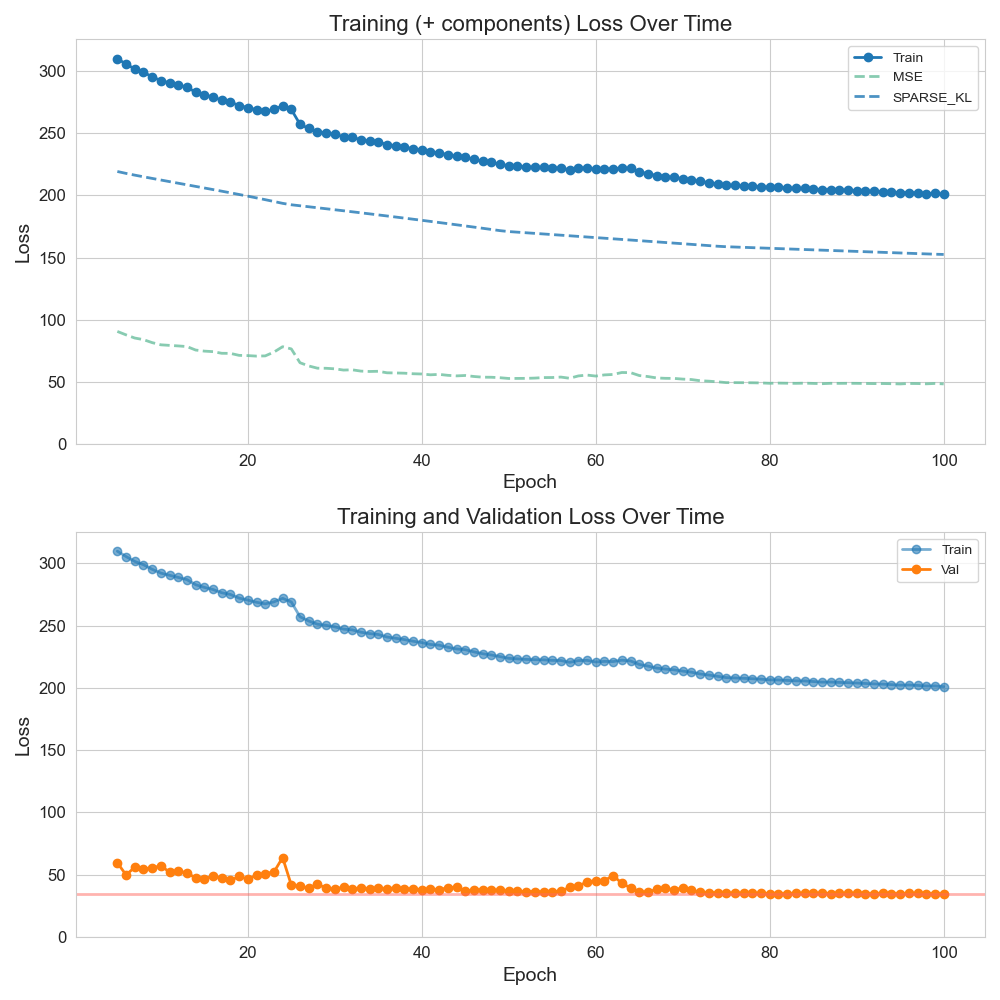 Training (+ components) Loss Over Time
Train
MSE
SPARSE_KL
300
250
200
150
100
50
0
Loss
20 40 60 80 100
Epoch
Training and Validation Loss Over Time
Train
Val
300
250
200
150
100
50
0
Loss
20 40 60 80 100
Epoch